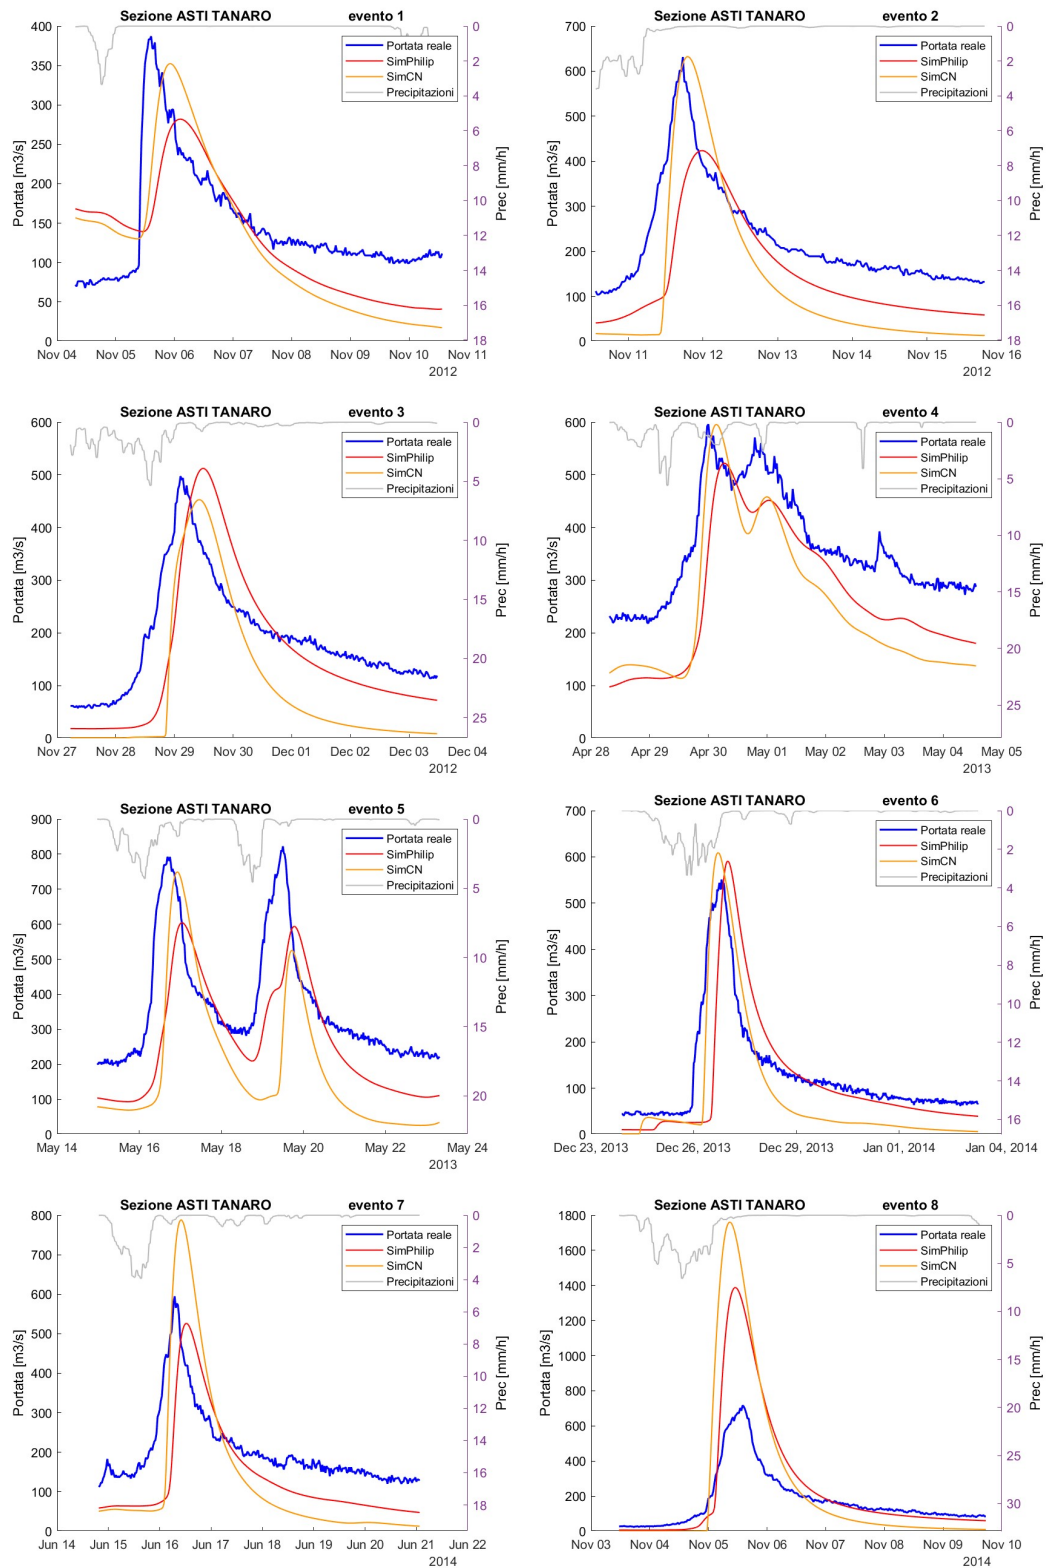 Sezione ASTI TANARO evento 1
Portata reale
SimPhilip
SimCN
Precipitazioni
Portata [m3/s]
Prec [mm/h]
400
350
300
250
200
150
100
50
0
0
2
4
6
8
10
12
14
16
18
Nov 04 Nov 05 Nov 06 Nov 07 Nov 08 Nov 09 Nov 10 Nov 11
2012
Sezione ASTI TANARO evento 2
Portata reale
SimPhilip
SimCN
Precipitazioni
Portata [m3/s]
Prec [mm/h]
700
600
500
400
300
200
100
0
0
2
4
6
8
10
12
14
16
18
Nov 11 Nov 12 Nov 13 Nov 14 Nov 15 Nov 16
2012
Sezione ASTI TANARO evento 3
Portata reale
SimPhilip
SimCN
Precipitazioni
Portata [m3/s]
Prec [mm/h]
600
500
400
300
200
100
0
0
5
10
15
20
25
Nov 27 Nov 28 Nov 29 Nov 30 Dec 01 Dec 02 Dec 03 Dec 04
2012
Sezione ASTI TANARO evento 4
Portata reale
SimPhilip
SimCN
Precipitazioni
Portata [m3/s]
Prec [mm/h]
600
500
400
300
200
100
0
0
5
10
15
20
25
Apr 28 Apr 29 Apr 30 May 01 May 02 May 03 May 04 May 05
2013
Sezione ASTI TANARO evento 5
Portata reale
SimPhilip
SimCN
Precipitazioni
Portata [m3/s]
Prec [mm/h]
900
800
700
600
500
400
300
200
100
0
0
5
10
15
20
May 14 May 16 May 18 May 20 May 22 May 24
2013
Sezione ASTI TANARO evento 6
Portata reale
SimPhilip
SimCN
Precipitazioni
Portata [m3/s]
Prec [mm/h]
700
600
500
400
300
200
100
0
0
2
4
6
8
10
12
14
16
Dec 23, 2013 Dec 26, 2013 Dec 29, 2013 Jan 01, 2014 Jan 04, 2014
Sezione ASTI TANARO evento 7
Portata reale
SimPhilip
SimCN
Precipitazioni
Portata [m3/s]
Prec [mm/h]
800
700
600
500
400
300
200
100
0
0
2
4
6
8
10
12
14
16
18
Jun 14 Jun 15 Jun 16 Jun 17 Jun 18 Jun 19 Jun 20 Jun 21 Jun 22
2014
Sezione ASTI TANARO evento 8
Portata reale
SimPhilip
SimCN
Precipitazioni
Portata [m3/s]
Prec [mm/h]
1800
1600
1400
1200
1000
800
600
400
200
0
0
5
10
15
20
25
30
Nov 03 Nov 04 Nov 05 Nov 06 Nov 07 Nov 08 Nov 09 Nov 10
2014